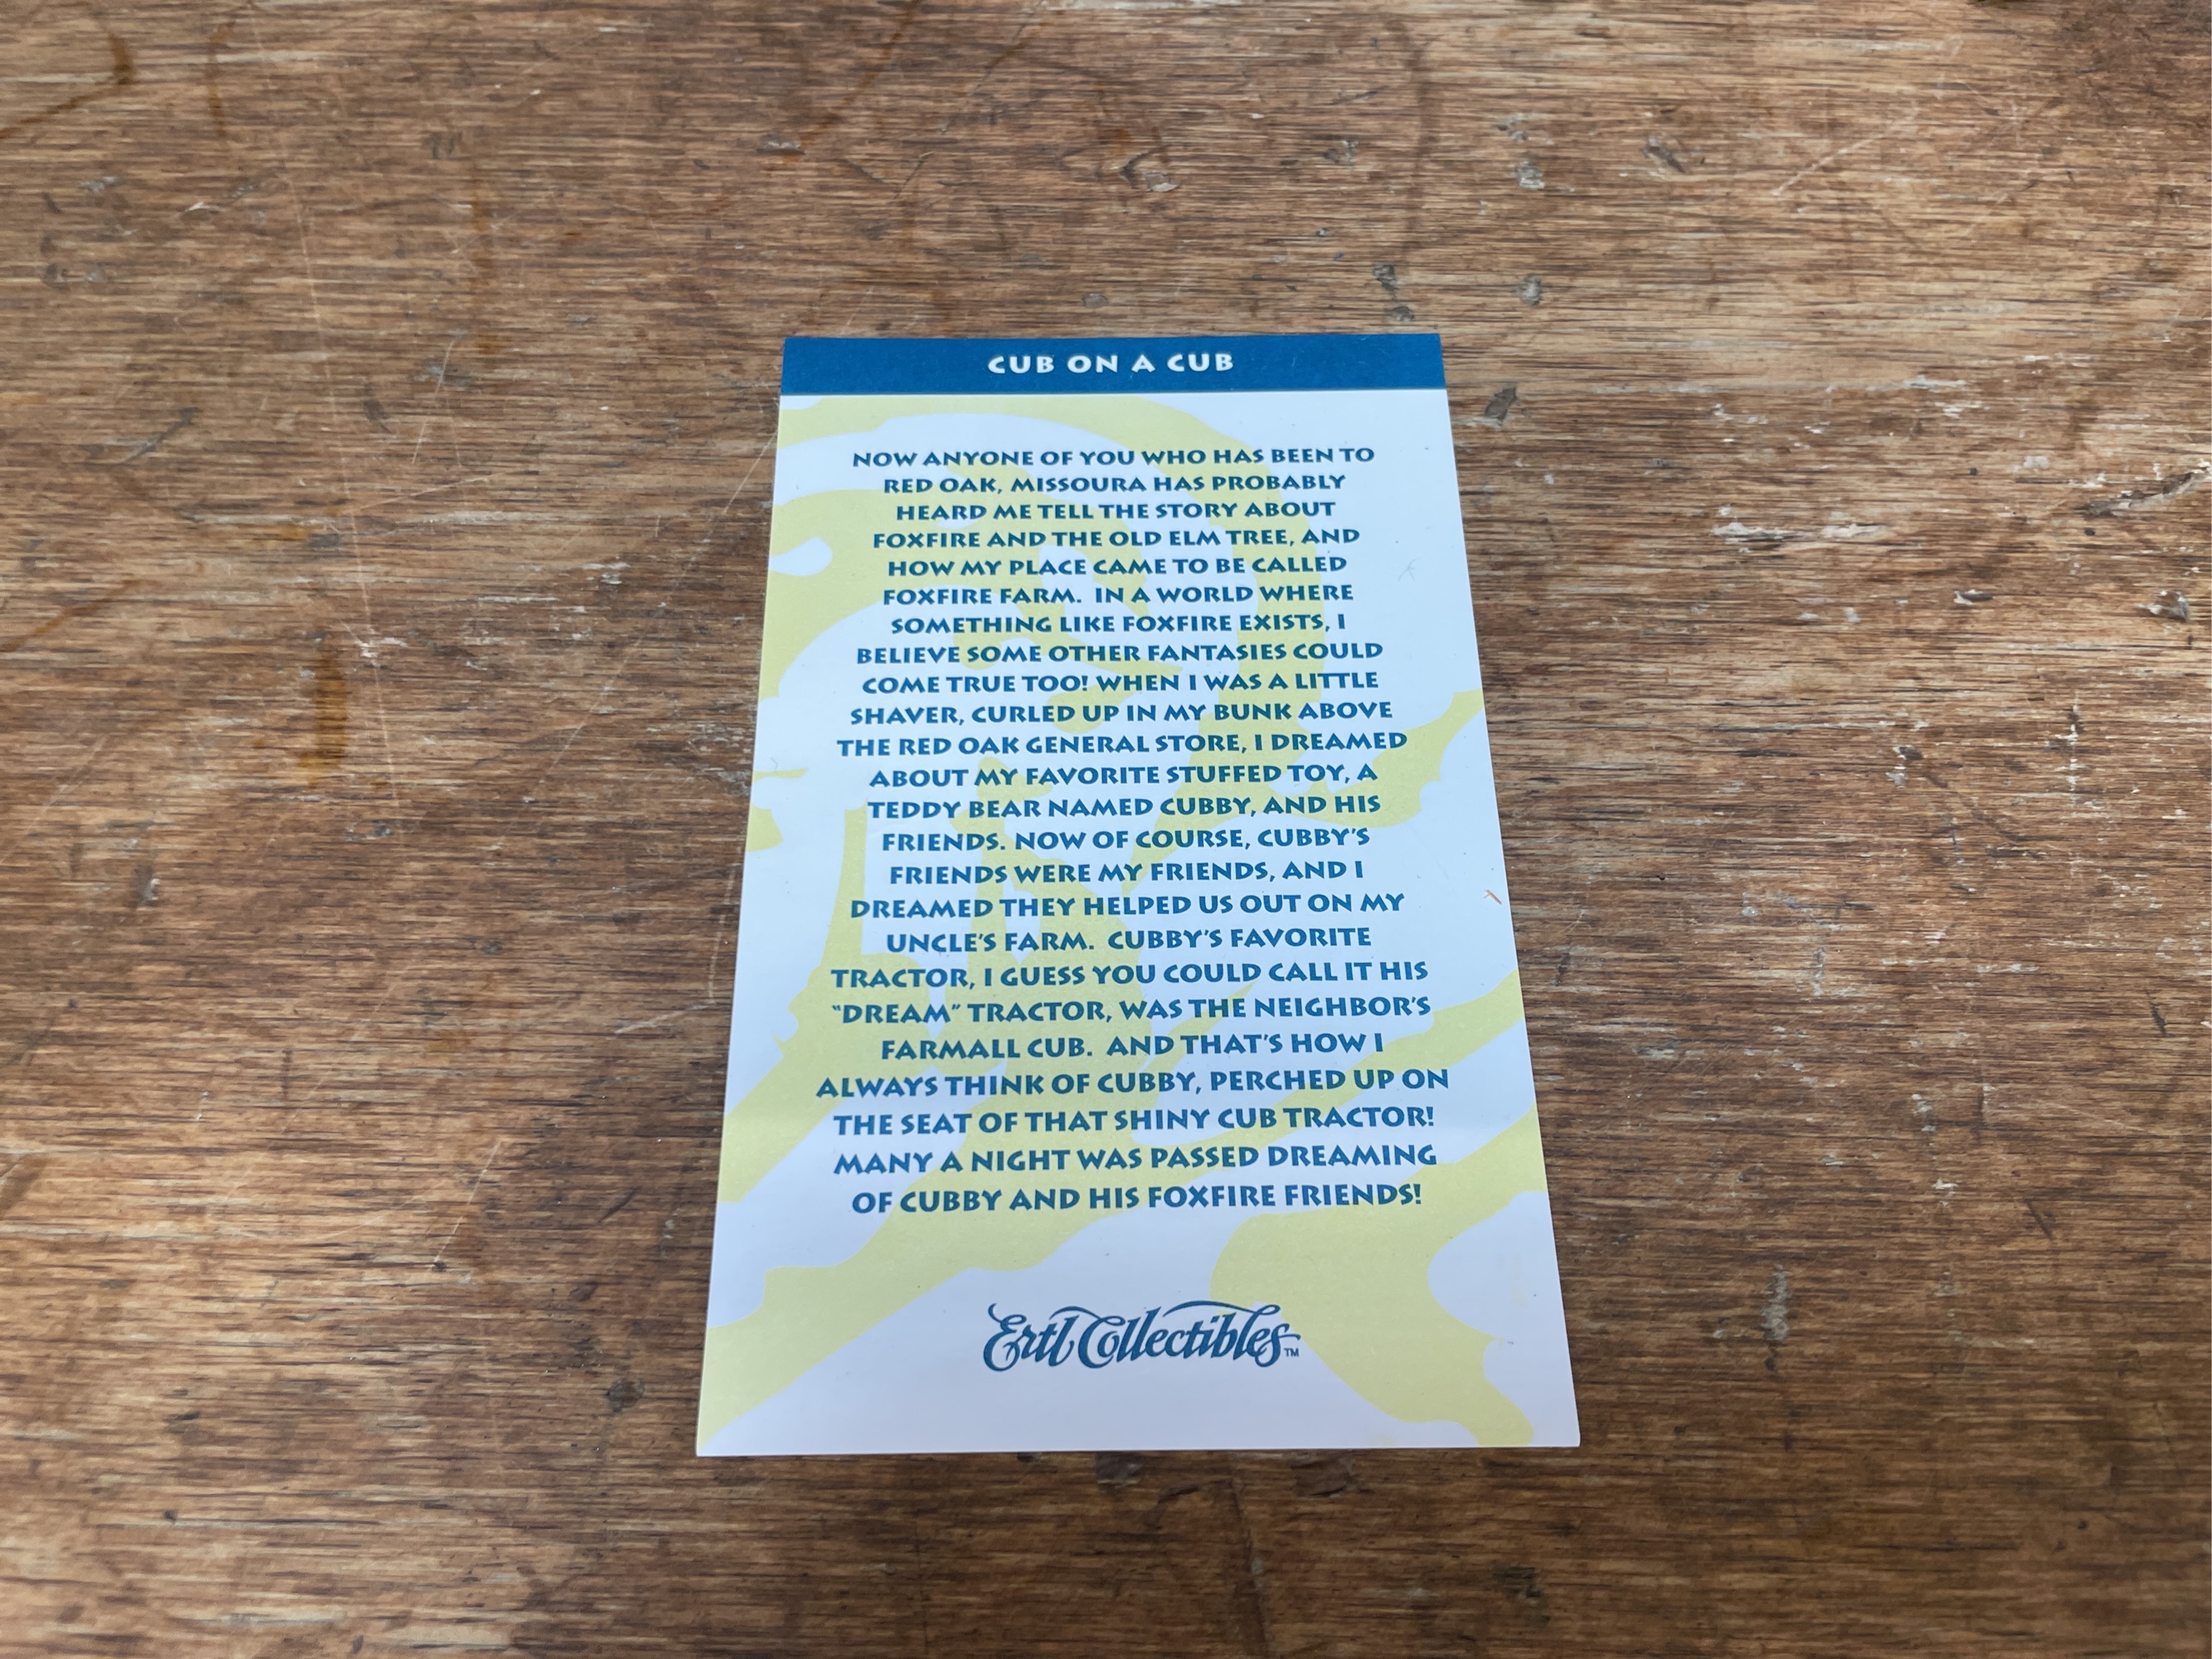 CUB ON A CUB
NOW ANYONE OF YOU WHO HAS BEEN TO
RED OAK, MISSOURA HAS PROBABLY
HEARD ME TELL THE STORY ABOUT
FOXFIRE AND THE OLD ELM TREE, AND
HOW MY PLACE CAME TO BE CALLED
FOXFIRE FARM. IN A WORLD WHERE
SOMETHING LIKE FOXFIRE EXISTS, I
BELIEVE SOME OTHER FANTASIES COULD
COME TRUE TOO! WHEN I WAS A LITTLE
SHAVER, CURLED UP IN MY BUNK ABOVE
THE RED OAK GENERAL STORE, I DREAMED
ABOUT MY FAVORITE STUFFED TOY, A
TEDDY BEAR NAMED CUBBY, AND HIS
FRIENDS. NOW OF COURSE, CUBBY'S
FRIENDS WERE MY FRIENDS, AND I
DREAMED THEY HELPED US OUT ON MY
UNCLE'S FARM. CUBBY'S FAVORITE
TRACTOR, I GUESS YOU COULD CALL IT HIS
"DREAM" TRACTOR, WAS THE NEIGHBOR'S
FARMALL CUB. AND THAT'S HOW I
ALWAYS THINK OF CUBBY, PERCHED UP ON
THE SEAT OF THAT SHINY CUB TRACTOR!
MANY A NIGHT WAS PASSED DREAMING
OF CUBBY AND HIS FOXFIRE FRIENDS!
Ertl Collectibles™